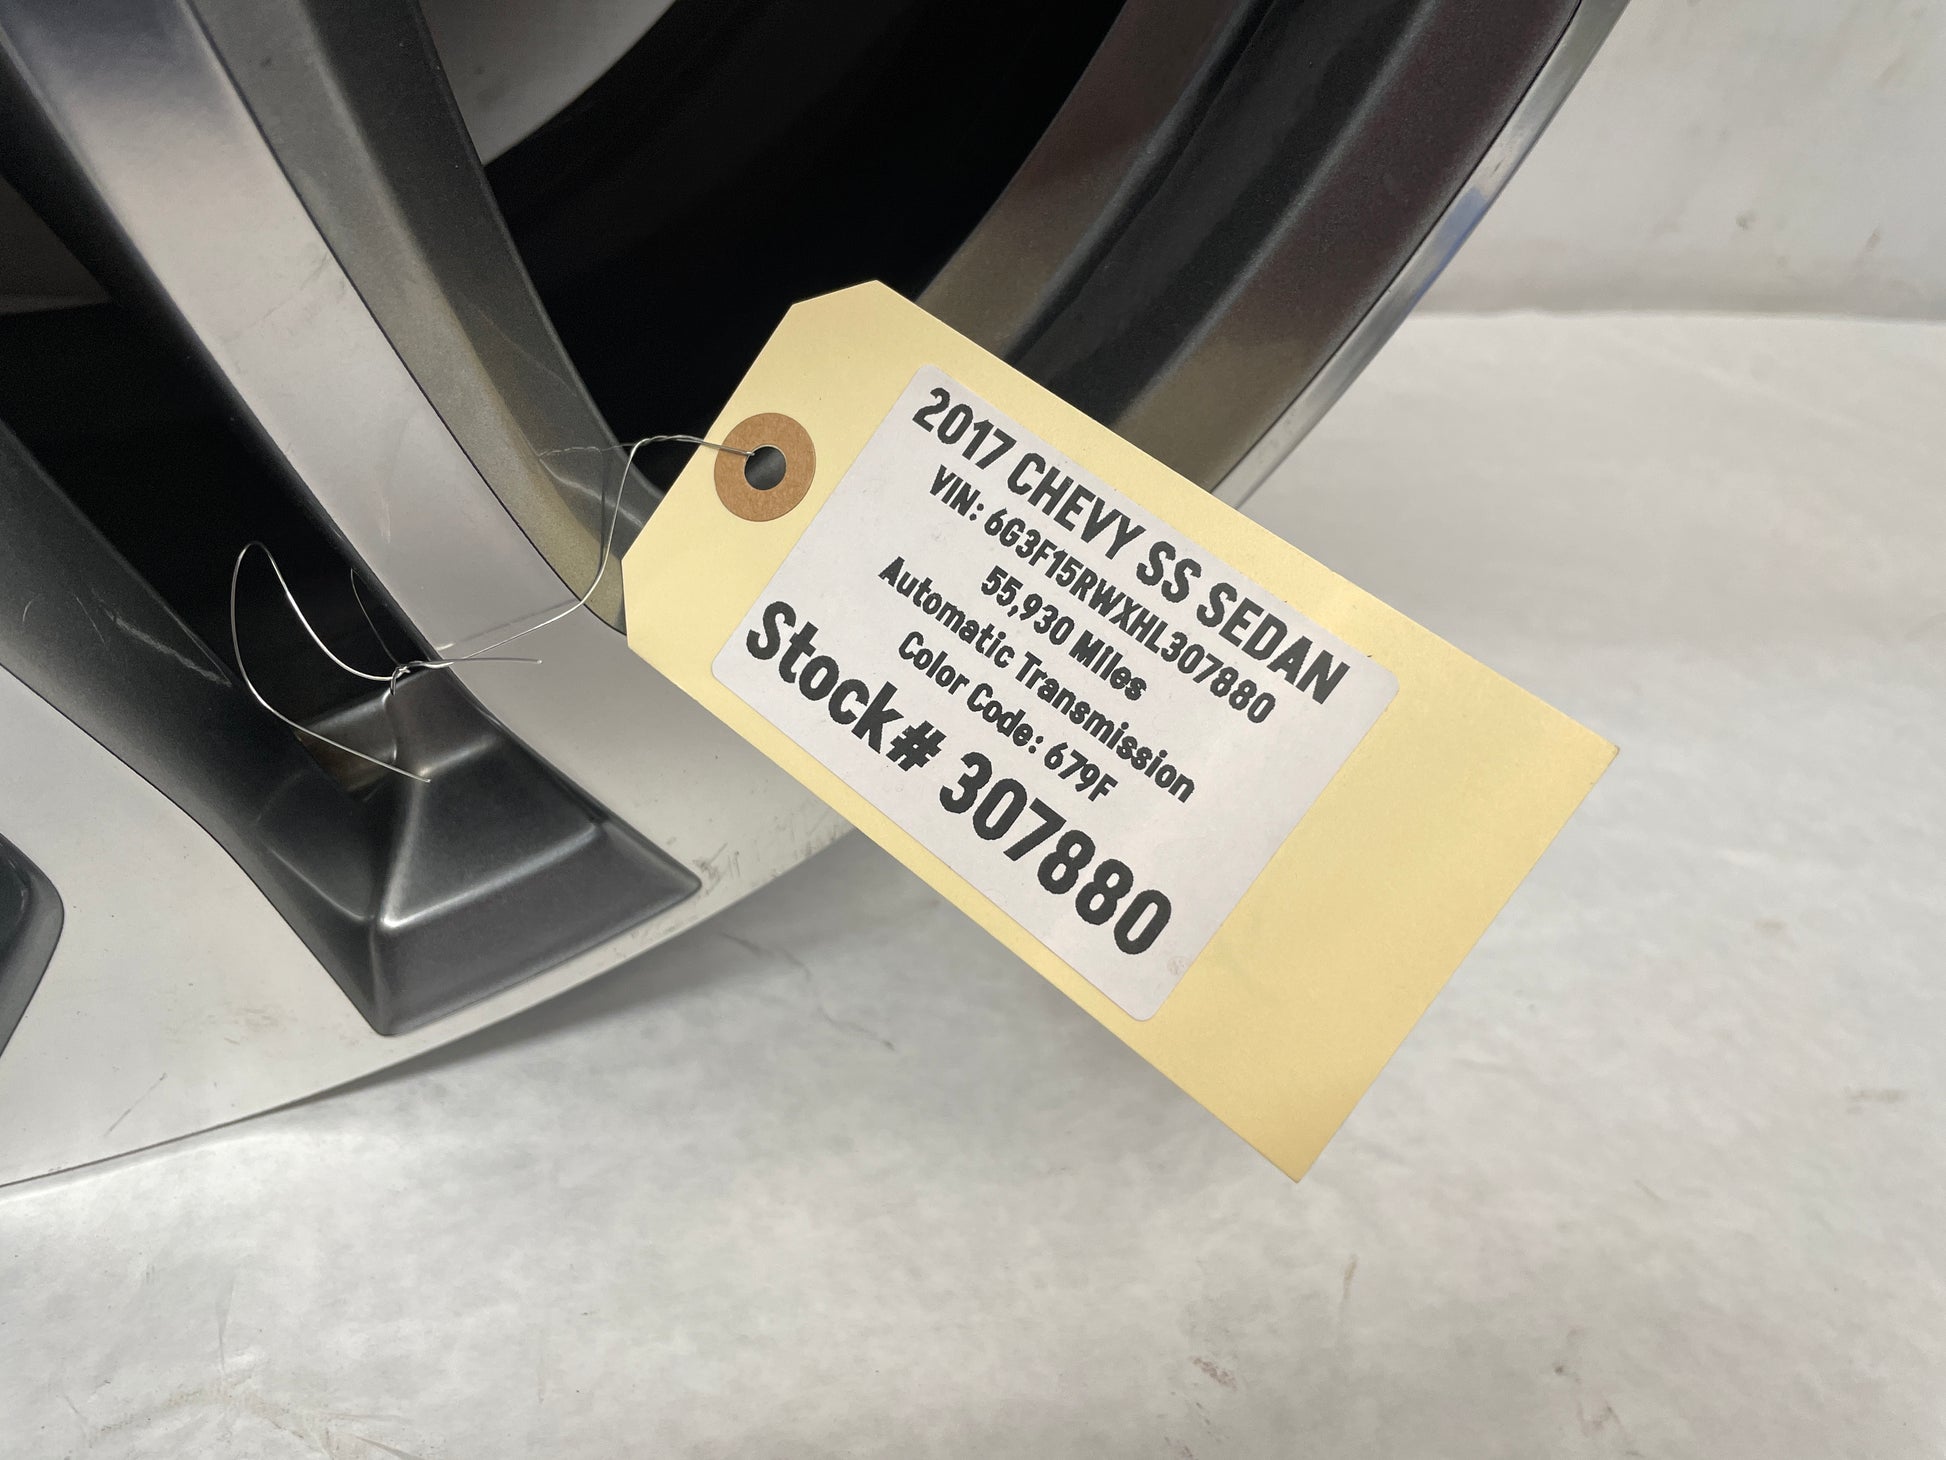 2017 CHEVY SS SEDAN
VIN: 6G3F15RWXHL307880
55,930 Miles
Automatic Transmission
Color Code: 679F
Stock# 307880